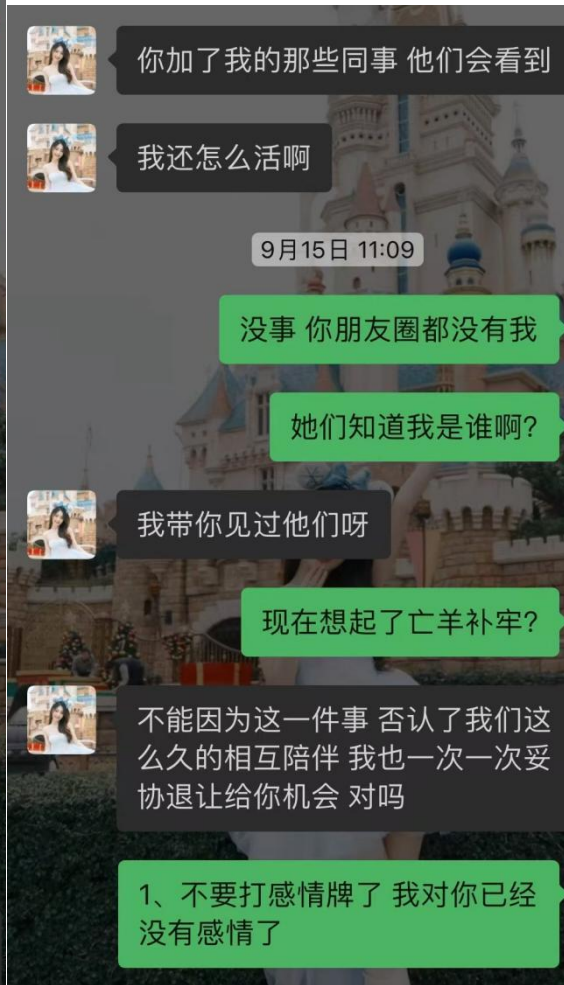 你加了我的那些同事 他们会看到
我还怎么活啊
9月15日 11:09
没事 你朋友圈都没有我
她们知道我是谁啊?
我带你见过他们呀
现在想起了亡羊补牢?
不能因为这一件事 否认了我们这
么久的相互陪伴 我也一次一次妥
协退让给你机会 对吗
1、不要打感情牌了 我对你已经
没有感情了